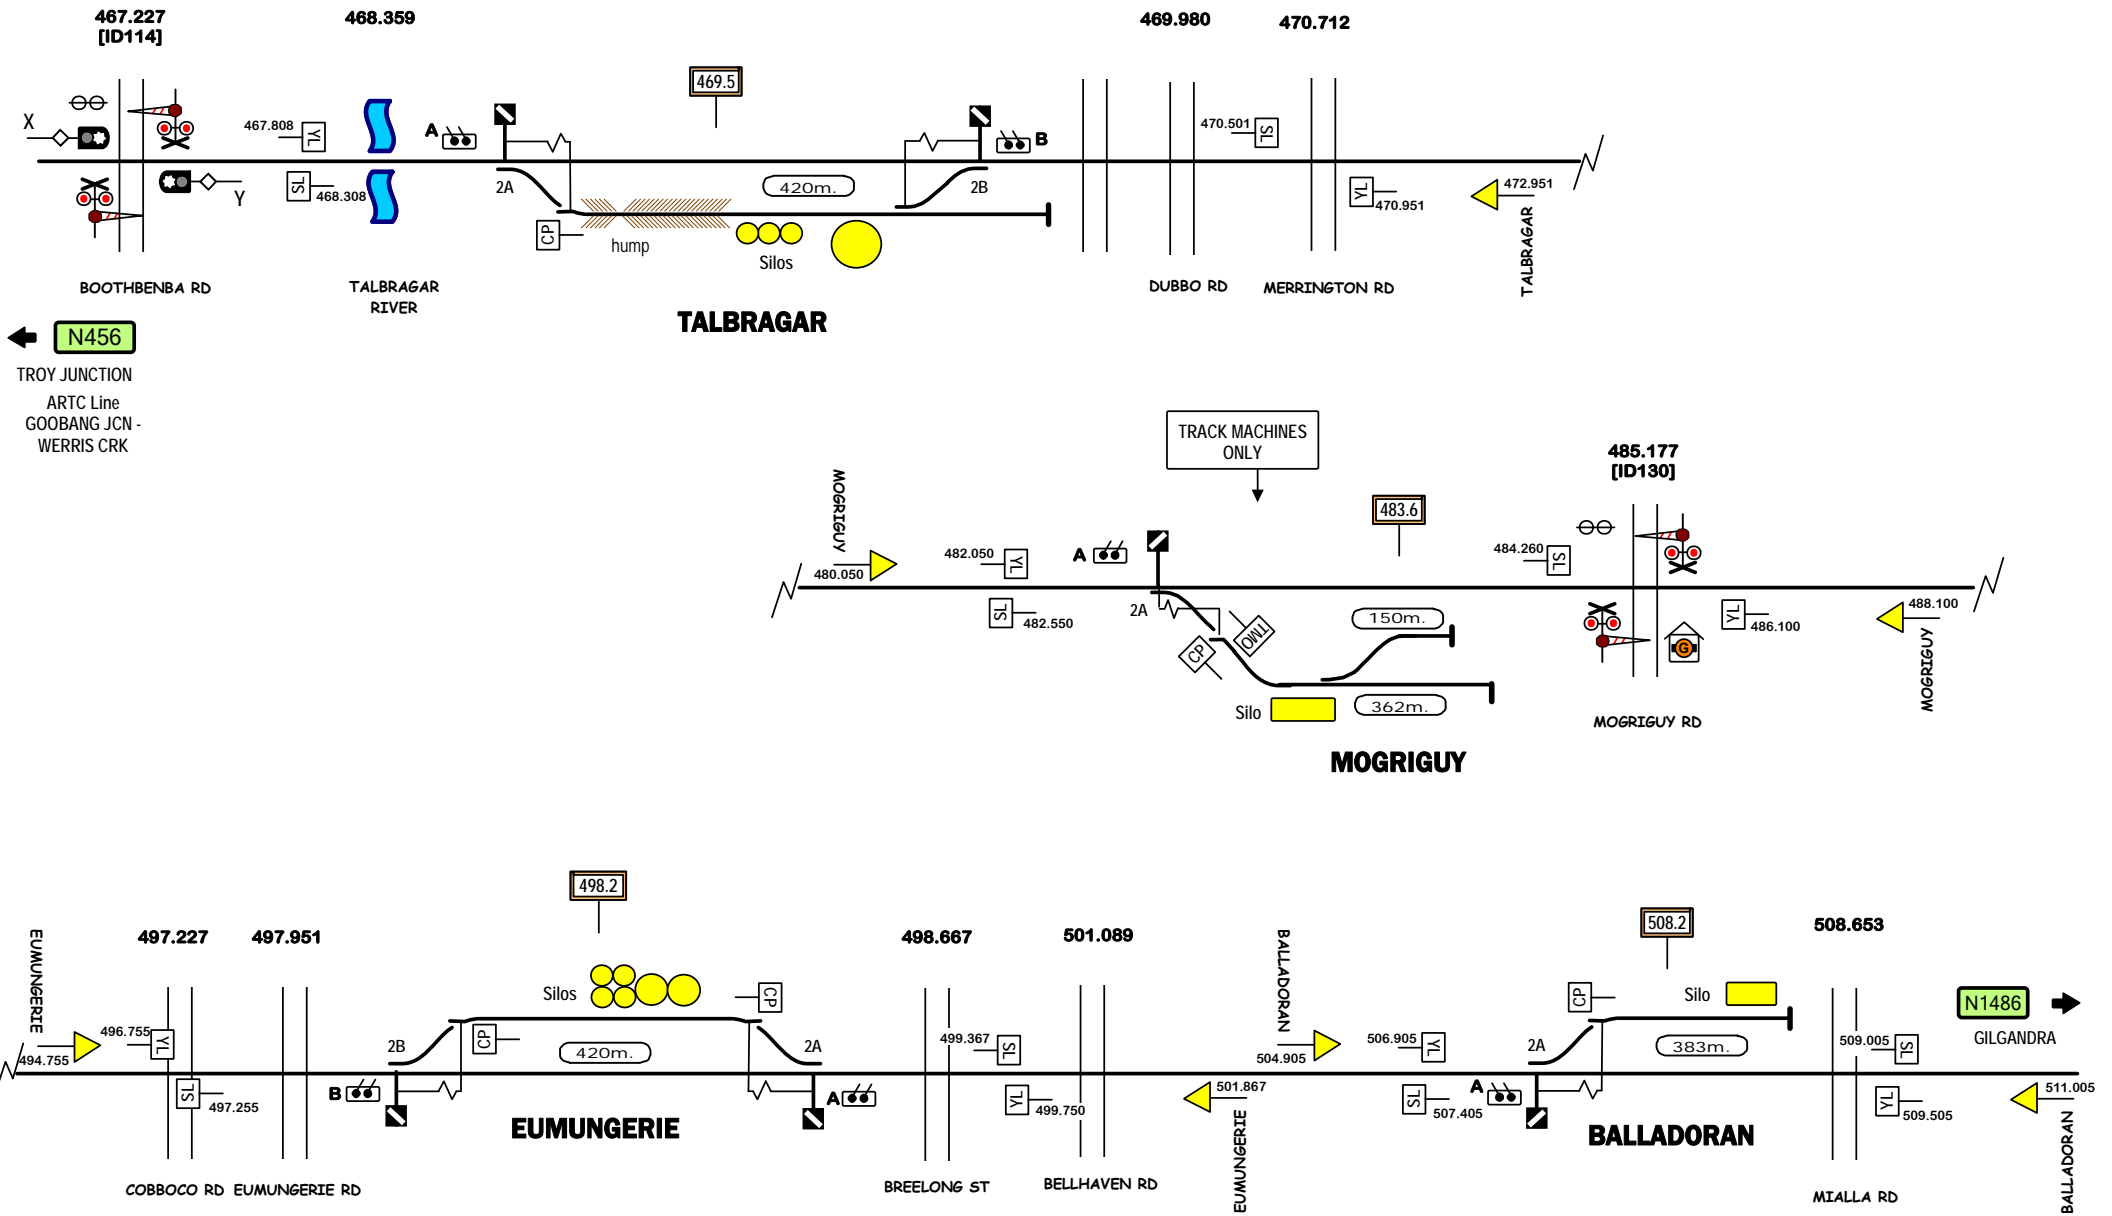 467.227
[ID114]
468.359
469.980
470.712
469.5
X
467.808
YL
A
B
470.501
SL
Y
SL
468.308
2A
420m.
2B
YL
470.951
472.951
TALBRAGAR
CP
hump
Silos
BOOTHBENBA RD
TALBRAGAR
RIVER
DUBBO RD
MERRINGTON RD
TALBRAGAR
N456
TROY JUNCTION
ARTC Line
GOOBANG JCN -
WERRIS CRK
TRACK MACHINES
ONLY
485.177
[ID130]
MOGRIGUY
483.6
480.050
482.050
YL
A
484.260
SL
SL
482.550
2A
TMO
CP
150m.
YL
486.100
488.100
MOGRIGUY
G
Silo
362m.
MOGRIGUY RD
MOGRIGUY
498.2
508.2
EUMUNGERIE
497.227
497.951
498.667
501.089
BALLADORAN
508.653
Silos
CP
CP
Silo
N1486
GILGANDRA
494.755
496.755
YL
2B
CP
420m.
2A
499.367
SL
504.905
506.905
YL
2A
383m.
509.005
SL
SL
497.255
B
A
YL
499.750
501.867
EUMUNGERIE
SL
507.405
A
YL
509.505
511.005
BALLADORAN
EUMUNGERIE
BALLADORAN
COBBOCO RD
EUMUNGERIE RD
BREELONG ST
BELLHAVEN RD
MIALLA RD